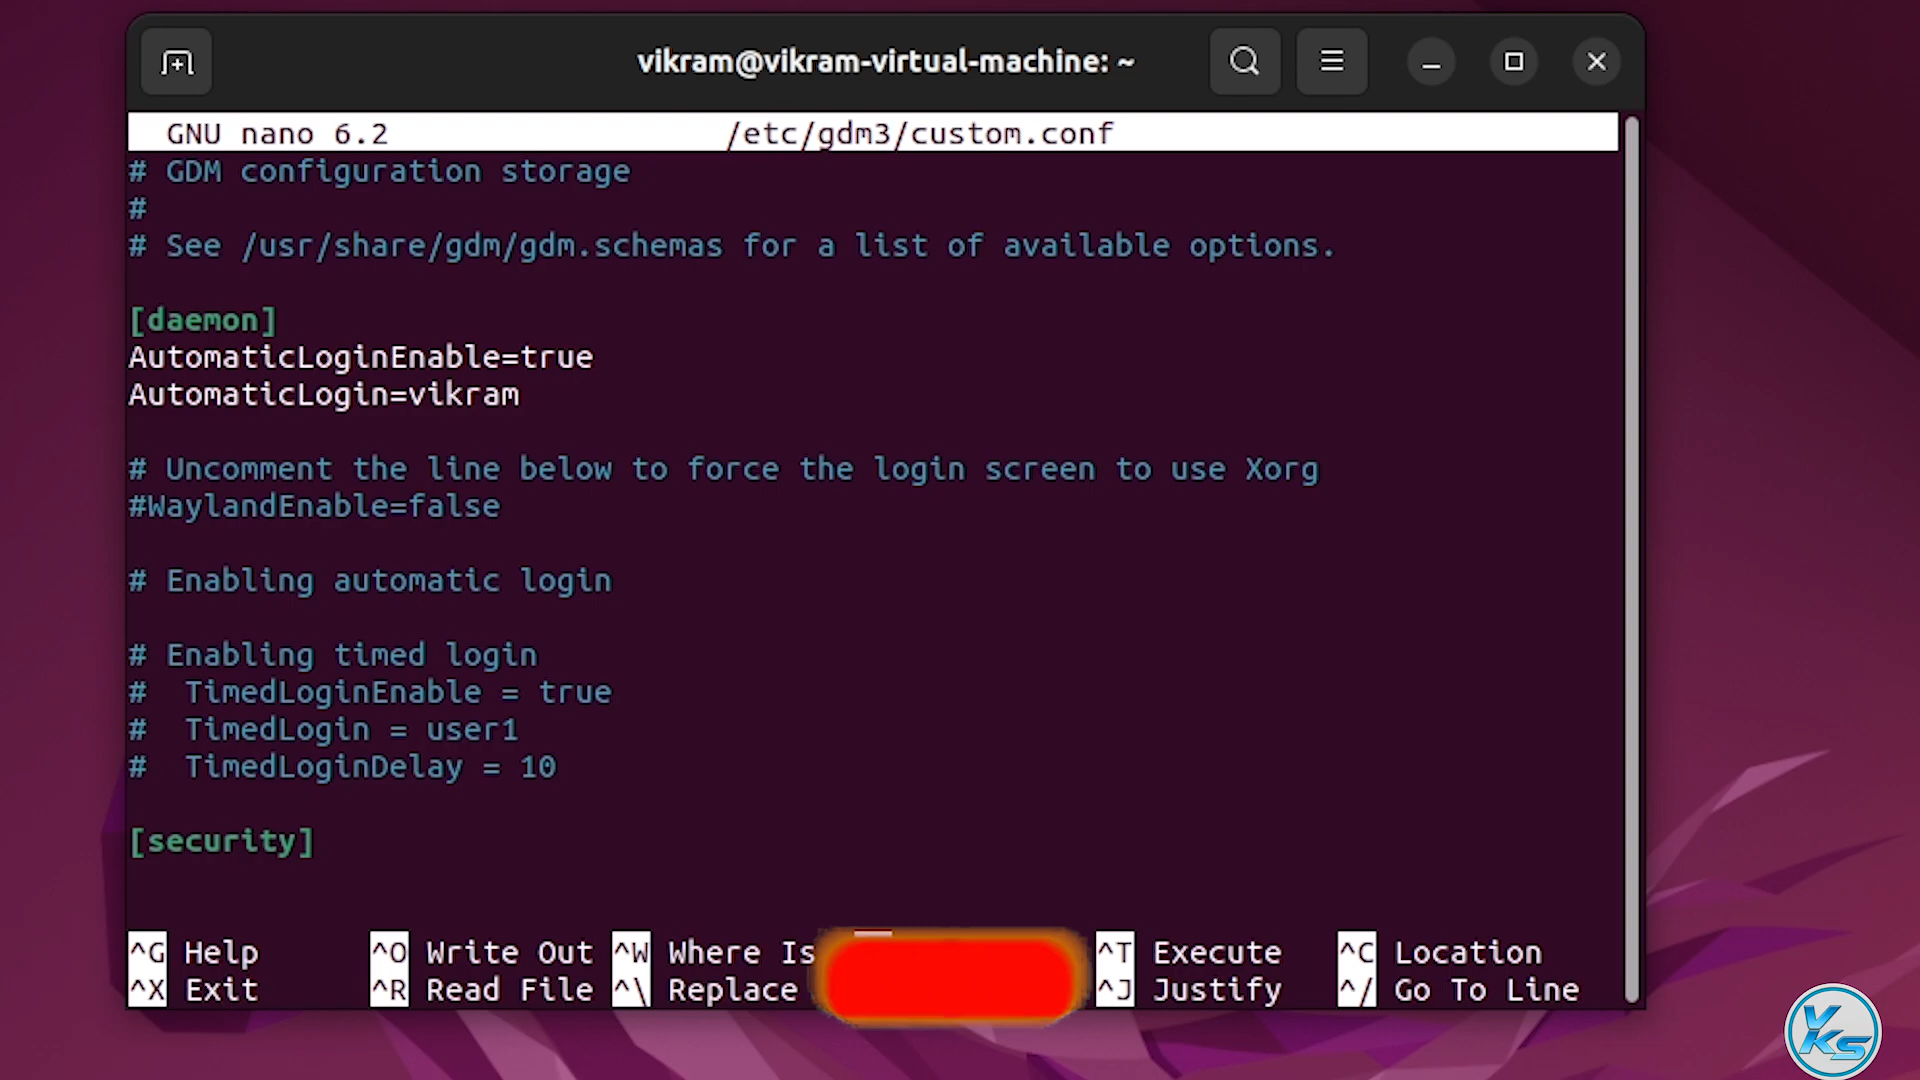 vikram@vikram-virtual-machine: ~
GNU nano 6.2 /etc/gdm3/custom.conf
# GDM configuration storage
#
# See /usr/share/gdm/gdm.schemas for a list of available options.
[daemon]
AutomaticLoginEnable=true
AutomaticLogin=vikram
# Uncomment the line below to force the login screen to use Xorg
#WaylandEnable=false
# Enabling automatic login
# Enabling timed login
#  TimedLoginEnable = true
#  TimedLogin = user1
#  TimedLoginDelay = 10
[security]
^G Help ^O Write Out ^W Where Is ^T Execute ^C Location
^X Exit ^R Read File ^\ Replace ^J Justify ^/ Go To Line
VKS